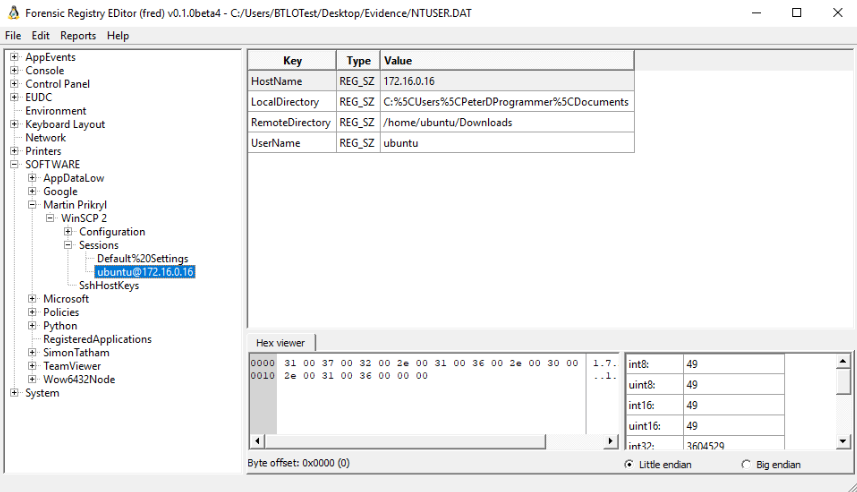 Forensic Registry EDitor (fred) v0.1.0beta4 - C:/Users/BTLOTest/Desktop/Evidence/NTUSER.DAT
File Edit Reports Help
AppEvents
Console
Control Panel
EUDC
Environment
Keyboard Layout
Network
Printers
SOFTWARE
AppDataLow
Google
Martin Prikryl
WinSCP 2
Configuration
Sessions
Default%20Settings
ubuntu@172.16.0.16
SshHostKeys
Microsoft
Policies
Python
RegisteredApplications
SimonTatham
TeamViewer
Wow6432Node
System
Key Type Value
HostName REG_SZ 172.16.0.16
LocalDirectory REG_SZ C:%5CUsers%5CPeterDProgrammer%5CDocuments
RemoteDirectory REG_SZ /home/ubuntu/Downloads
UserName REG_SZ ubuntu
Hex viewer
0000 31 00 37 00 32 00 2e 00 31 00 36 00 2e 00 30 00 1.7.
0010 2e 00 31 00 36 00 00 00 ..1.
int8: 49
uint8: 49
int16: 49
uint16: 49
int32: 3604529
Byte offset: 0x0000 (0)
Little endian Big endian